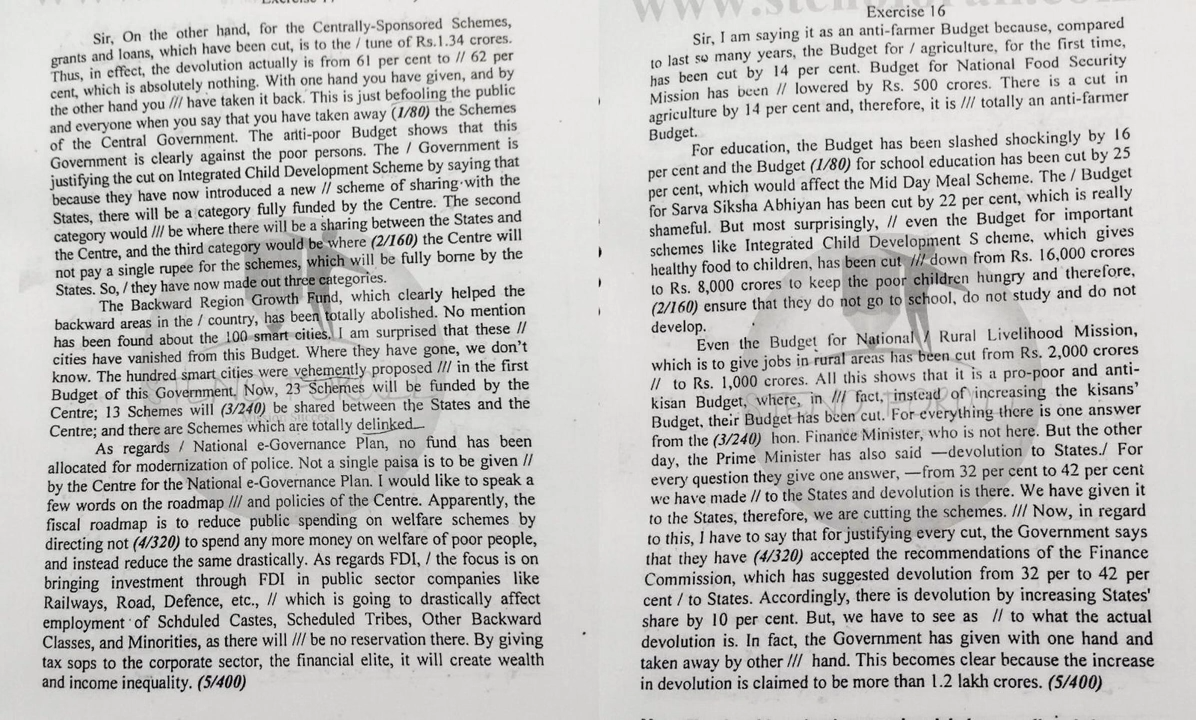 Sir, On the other hand, for the Centrally-Sponsored Schemes,
grants and loans, which have been cut, is to the / tune of Rs.1.34 crores.
Thus, in effect, the devolution actually is from 61 per cent to // 62 per
cent, which is absolutely nothing. With one hand you have given, and by
the other hand you /// have taken it back. This is just befooling the public
and everyone when you say that you have taken away (1/80) the Schemes
of the Central Government. The anti-poor Budget shows that this
Government is clearly against the poor persons. The / Government is
justifying the cut on Integrated Child Development Scheme by saying that
because they have now introduced a new // scheme of sharing with the
States, there will be a category fully funded by the Centre. The second
category would /// be where there will be a sharing between the States and
the Centre, and the third category would be where (2/160) the Centre will
not pay a single rupee for the schemes, which will be fully borne by the
States. So, / they have now made out three categories.
The Backward Region Growth Fund, which clearly helped the
backward areas in the / country, has been totally abolished. No mention
has been found about the 100 smart cities. I am surprised that these //
cities have vanished from this Budget. Where they have gone, we don't
know. The hundred smart cities were vehemently proposed /// in the first
Budget of this Government. Now, 23 Schemes will be funded by the
Centre; 13 Schemes will (3/240) be shared between the States and the
Centre; and there are Schemes which are totally delinked.
As regards / National e-Governance Plan, no fund has been
allocated for modernization of police. Not a single paisa is to be given //
by the Centre for the National e-Governance Plan. I would like to speak a
few words on the roadmap /// and policies of the Centre. Apparently, the
fiscal roadmap is to reduce public spending on welfare schemes by
directing not (4/320) to spend any more money on welfare of poor people,
and instead reduce the same drastically. As regards FDI, / the focus is on
bringing investment through FDI in public sector companies like
Railways, Road, Defence, etc., // which is going to drastically affect
employment of Schduled Castes, Scheduled Tribes, Other Backward
Classes, and Minorities, as there will /// be no reservation there. By giving
tax sops to the corporate sector, the financial elite, it will create wealth
and income inequality. (5/400)
Exercise 16
Sir, I am saying it as an anti-farmer Budget because, compared
to last so many years, the Budget for / agriculture, for the first time,
has been cut by 14 per cent. Budget for National Food Security
Mission has been // lowered by Rs. 500 crores. There is a cut in
agriculture by 14 per cent and, therefore, it is /// totally an anti-farmer
Budget.
For education, the Budget has been slashed shockingly by 16
per cent and the Budget (1/80) for school education has been cut by 25
per cent, which would affect the Mid Day Meal Scheme. The / Budget
for Sarva Siksha Abhiyan has been cut by 22 per cent, which is really
shameful. But most surprisingly, // even the Budget for important
schemes like Integrated Child Development S cheme, which gives
healthy food to children, has been cut /// down from Rs. 16,000 crores
to Rs. 8,000 crores to keep the poor children hungry and therefore,
(2/160) ensure that they do not go to school, do not study and do not
develop.
Even the Budget for National / Rural Livelihood Mission,
which is to give jobs in rural areas has been cut from Rs. 2,000 crores
// to Rs. 1,000 crores. All this shows that it is a pro-poor and anti-
kisan Budget, where, in /// fact, instead of increasing the kisans'
Budget, their Budget has been cut. For everything there is one answer
from the (3/240) hon. Finance Minister, who is not here. But the other
day, the Prime Minister has also said —devolution to States./ For
every question they give one answer, —from 32 per cent to 42 per cent
we have made // to the States and devolution is there. We have given it
to the States, therefore, we are cutting the schemes. /// Now, in regard
to this, I have to say that for justifying every cut, the Government says
that they have (4/320) accepted the recommendations of the Finance
Commission, which has suggested devolution from 32 per to 42 per
cent / to States. Accordingly, there is devolution by increasing States'
share by 10 per cent. But, we have to see as // to what the actual
devolution is. In fact, the Government has given with one hand and
taken away by other /// hand. This becomes clear because the increase
in devolution is claimed to be more than 1.2 lakh crores. (5/400)